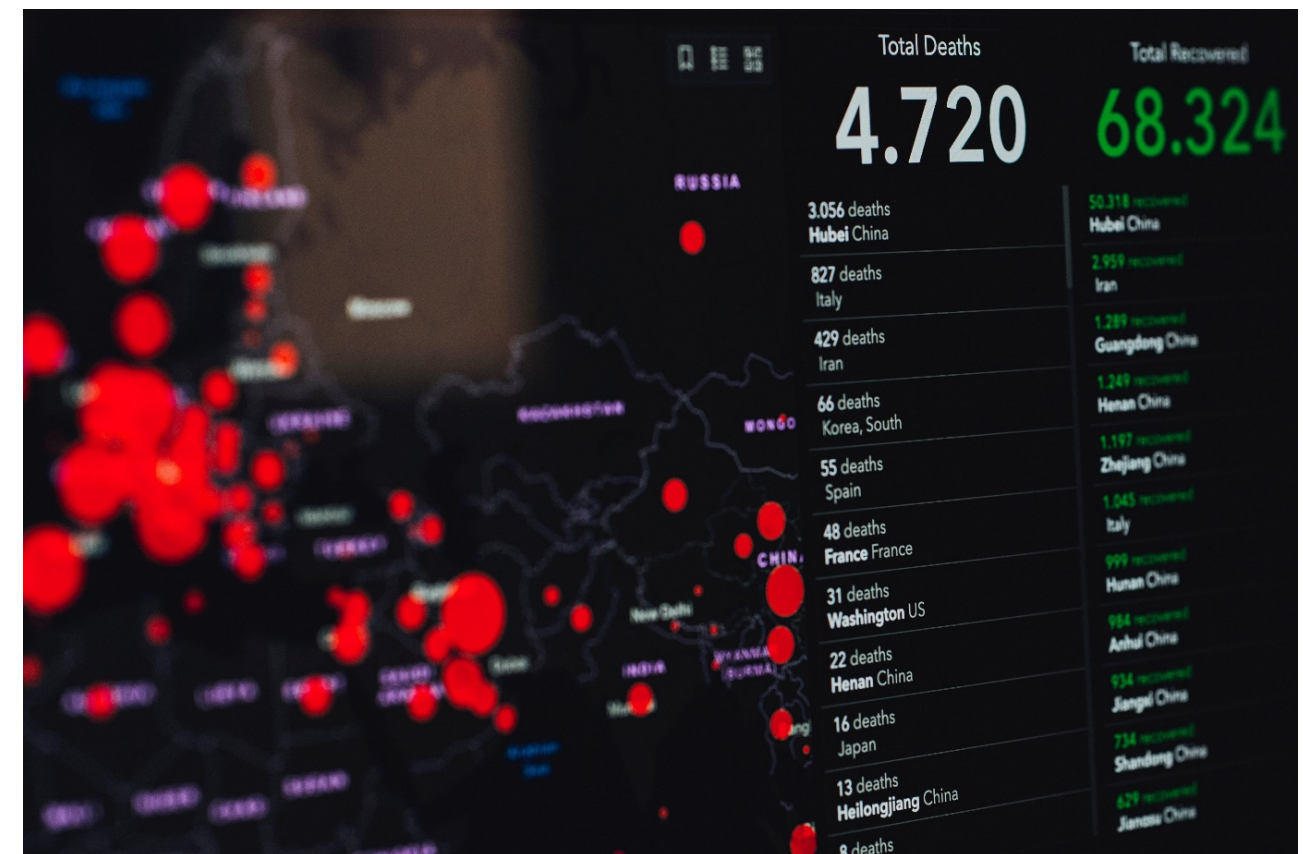 RUSSIA
Moscow
UKRAINE
KAZAKHSTAN
MONGO
TURKEY
CHINA
New Delhi
INDIA
Total Deaths
4.720
3.056 deaths
Hubei China
827 deaths
Italy
429 deaths
Iran
66 deaths
Korea, South
55 deaths
Spain
48 deaths
France France
31 deaths
Washington US
22 deaths
Henan China
16 deaths
Japan
13 deaths
Heilongjiang China
8 deaths
Total Recovered
68.324
50.318 recovered
Hubei China
2.959 recovered
Iran
1.289 recovered
Guangdong China
1.249 recovered
Henan China
1.197 recovered
Zhejiang China
1.045 recovered
Italy
999 recovered
Hunan China
984 recovered
Anhui China
934 recovered
Jiangxi China
734 recovered
Shandong China
629 recovered
Jiangsu China